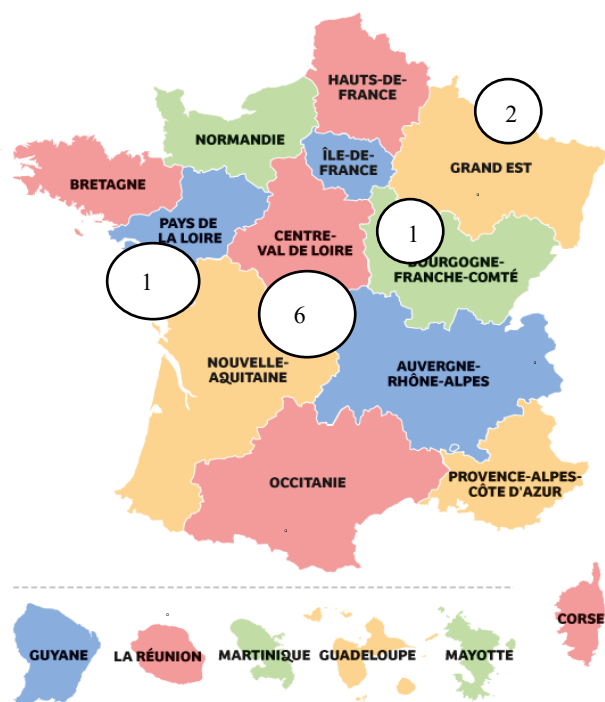 HAUTS-DE-
FRANCE
2
NORMANDIE
ÎLE-DE-
FRANCE
GRAND EST
BRETAGNE
PAYS DE
LA LOIRE
CENTRE-
VAL DE LOIRE
1
BOURGOGNE-
FRANCHE-COMTÉ
1
6
NOUVELLE-
AQUITAINE
AUVERGNE-
RHÔNE-ALPES
OCCITANIE
PROVENCE-ALPES-
CÔTE D'AZUR
CORSE
GUYANE
LA RÉUNION
MARTINIQUE
GUADELOUPE
MAYOTTE